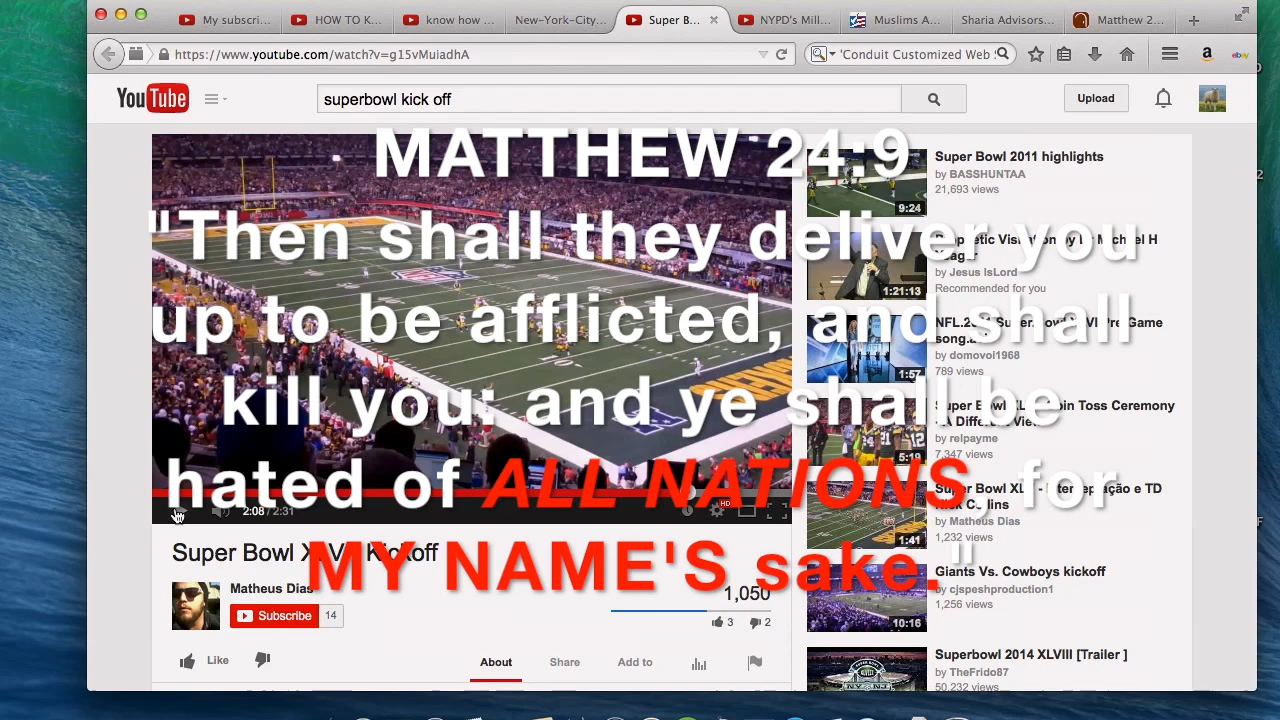 My subscri...
HOW TO K...
know how ...
New-York-City...
Super B...
NYPD's Mill...
Muslims A...
Sharia Advisors...
Matthew 2...
https://www.youtube.com/watch?v=g15vMuiadhA
'Conduit Customized Web
a
ebay
YouTube
superbowl kick off
Upload
MATTHEW 24:9
"Then shall they deliver you
up to be afflicted, and shall
kill you: and ye shall be
hated of ALL NATIONS, for
MY NAME'S sake."
2:08 / 2:31
HD
Super Bowl Kickoff
Matheus Dias
Subscribe 14
1,050
3 2
Like
About Share Add to
Super Bowl 2011 highlights
by BASSHUNTAA
21,693 views
9:24
by Jesus IsLord
Recommended for you
1:21:13
by domovoi1968
789 views
1:57
by relpayme
7,347 views
5:19
by Matheus Dias
1,232 views
1:41
Giants Vs. Cowboys kickoff
by cjspeshproduction1
1,256 views
10:16
Superbowl 2014 XLVIII [Trailer ]
by TheFrido87
50,232 views